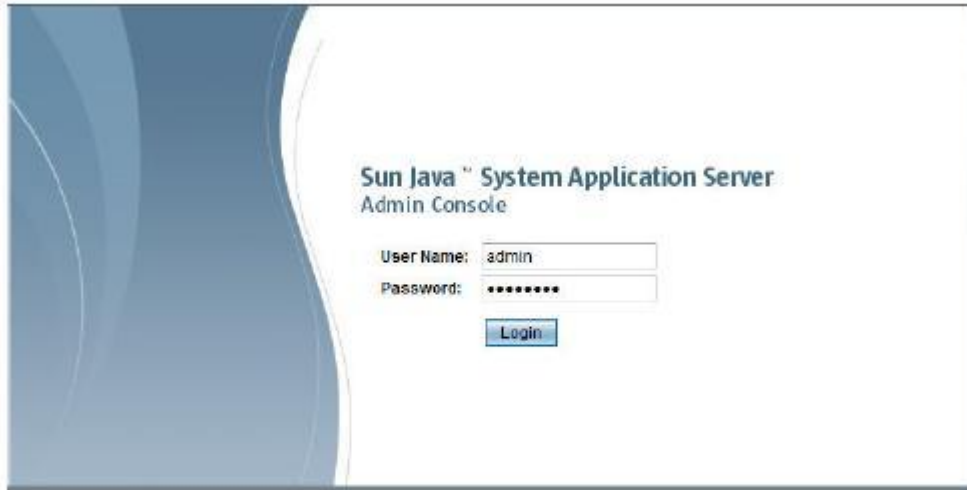 Sun Java™ System Application Server
Admin Console
User Name: admin
Password: ••••••••
Login